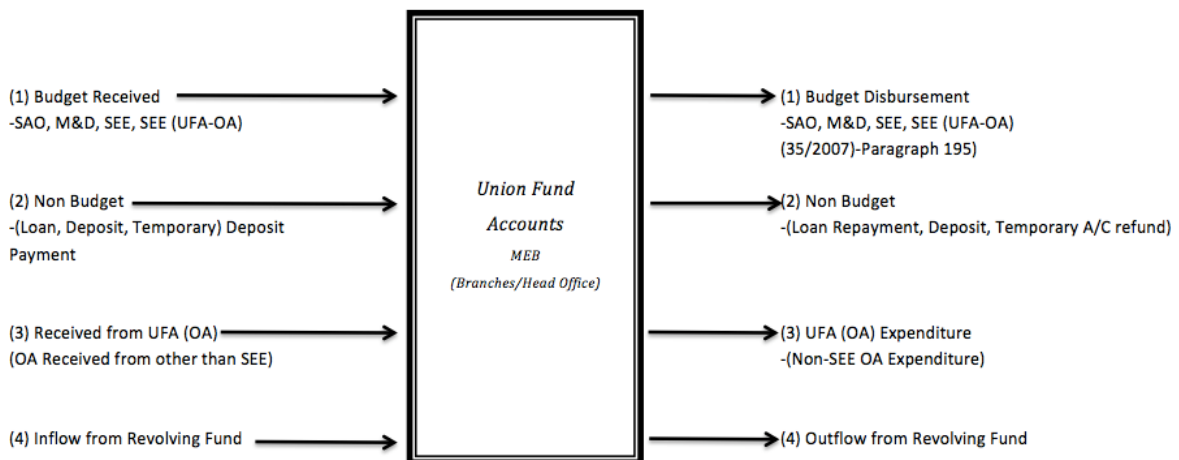 (1) Budget Received
-SAO, M&D, SEE, SEE (UFA-OA)
(2) Non Budget
-(Loan, Deposit, Temporary) Deposit
Payment
(3) Received from UFA (OA)
(OA Received from other than SEE)
(4) Inflow from Revolving Fund
Union Fund
Accounts
MEB
(Branches/Head Office)
(1) Budget Disbursement
-SAO, M&D, SEE, SEE (UFA-OA)
(35/2007)-Paragraph 195)
(2) Non Budget
-(Loan Repayment, Deposit, Temporary A/C refund)
(3) UFA (OA) Expenditure
-(Non-SEE OA Expenditure)
(4) Outflow from Revolving Fund